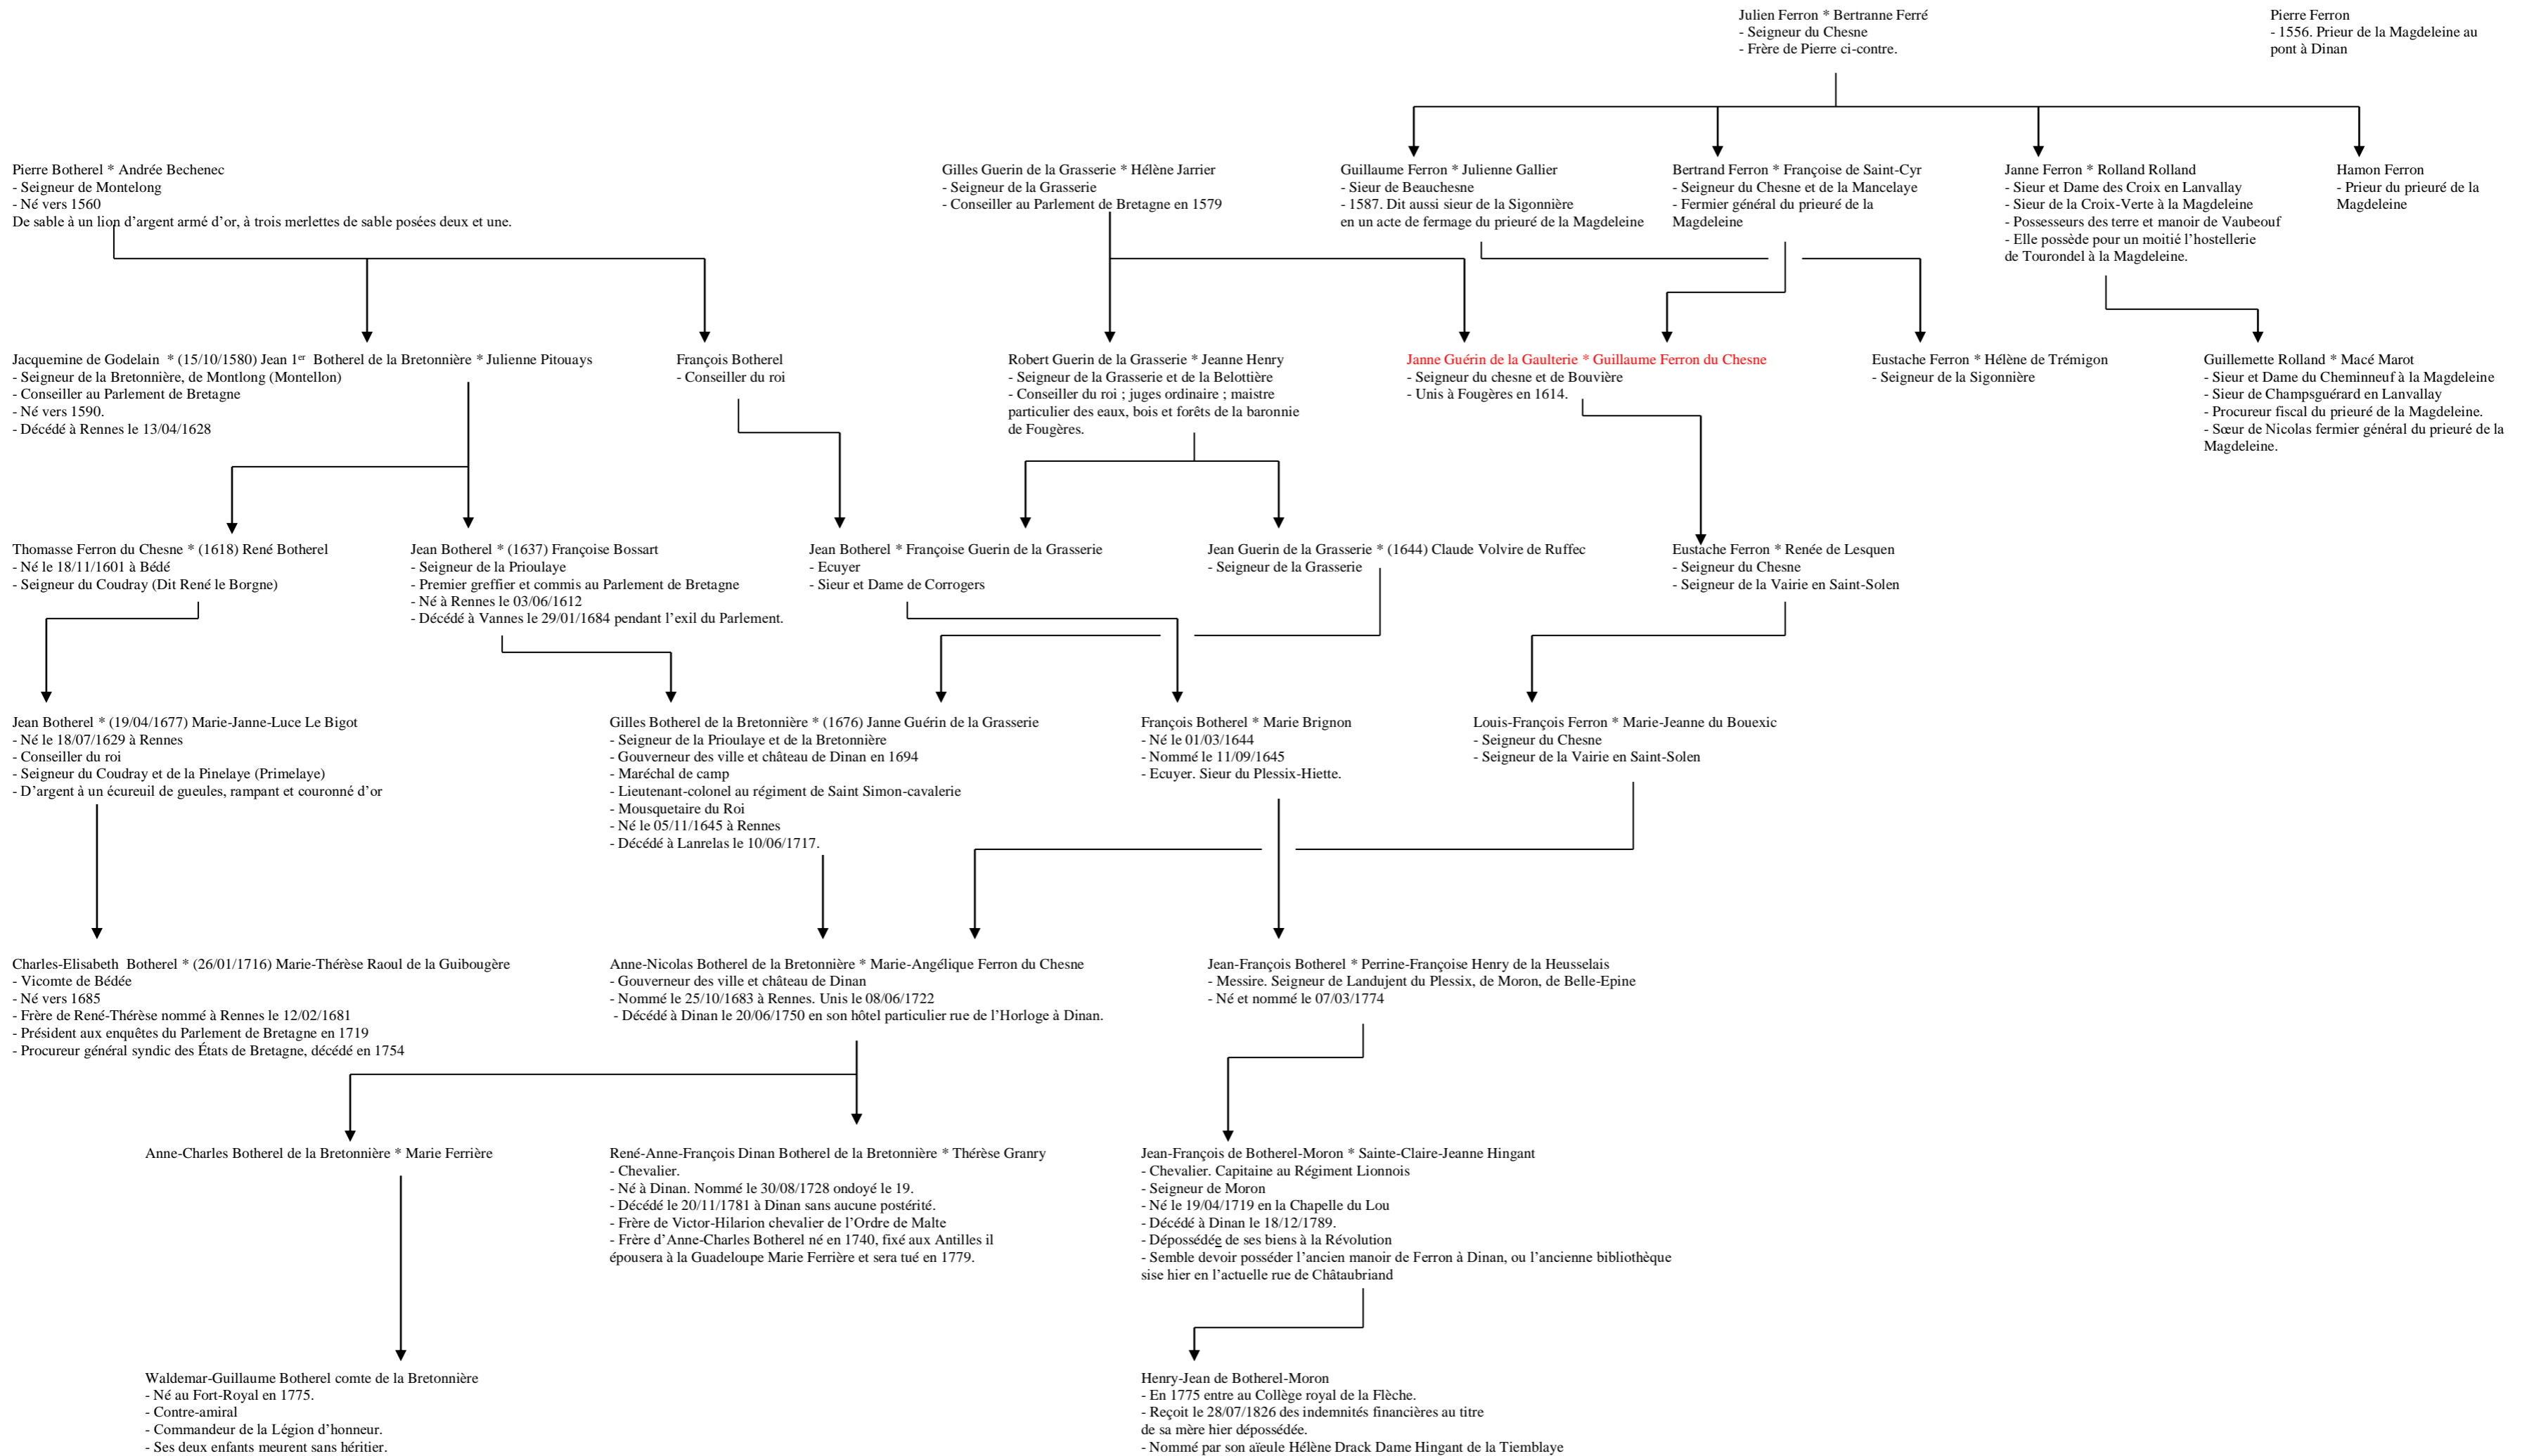 Julien Ferron * Bertranne Ferré
- Seigneur du Chesne
- Frère de Pierre ci-contre.
Pierre Ferron
- 1556. Prieur de la Magdeleine au
pont à Dinan
Pierre Botherel * Andrée Bechenec
- Seigneur de Montelong
- Né vers 1560
De sable à un lion d'argent armé d'or, à trois merlettes de sable posées deux et une.
Gilles Guerin de la Grasserie * Hélène Jarrier
- Seigneur de la Grasserie
- Conseiller au Parlement de Bretagne en 1579
Guillaume Ferron * Julienne Gallier
- Sieur de Beauchesne
- 1587. Dit aussi sieur de la Sigonnière
en un acte de fermage du prieuré de la Magdeleine
Bertrand Ferron * Françoise de Saint-Cyr
- Seigneur du Chesne et de la Mancelaye
- Fermier général du prieuré de la
Magdeleine
Janne Ferron * Rolland Rolland
- Sieur et Dame des Croix en Lanvallay
- Sieur de la Croix-Verte à la Magdeleine
- Possesseurs des terre et manoir de Vaubeouf
- Elle possède pour un moitié l'hostellerie
de Tourondel à la Magdeleine.
Hamon Ferron
- Prieur du prieuré de la
Magdeleine
Jacquemine de Godelain * (15/10/1580) Jean 1er Botherel de la Bretonnière * Julienne Pitouays
- Seigneur de la Bretonnière, de Montlong (Montellon)
- Conseiller au Parlement de Bretagne
- Né vers 1590.
- Décédé à Rennes le 13/04/1628
François Botherel
- Conseiller du roi
Robert Guerin de la Grasserie * Jeanne Henry
- Seigneur de la Grasserie et de la Belottière
- Conseiller du roi ; juges ordinaire ; maistre
particulier des eaux, bois et forêts de la baronnie
de Fougères.
Janne Guérin de la Gaulterie * Guillaume Ferron du Chesne
- Seigneur du chesne et de Bouvière
- Unis à Fougères en 1614.
Eustache Ferron * Hélène de Trémigon
- Seigneur de la Sigonnière
Guillemette Rolland * Macé Marot
- Sieur et Dame du Cheminneuf à la Magdeleine
- Sieur de Champsguérard en Lanvallay
- Procureur fiscal du prieuré de la Magdeleine.
- Sœur de Nicolas fermier général du prieuré de la
Magdeleine.
Thomasse Ferron du Chesne * (1618) René Botherel
- Né le 18/11/1601 à Bédé
- Seigneur du Coudray (Dit René le Borgne)
Jean Botherel * (1637) Françoise Bossart
- Seigneur de la Prioulaye
- Premier greffier et commis au Parlement de Bretagne
- Né à Rennes le 03/06/1612
- Décédé à Vannes le 29/01/1684 pendant l'exil du Parlement.
Jean Botherel * Françoise Guerin de la Grasserie
- Ecuyer
- Sieur et Dame de Corrogers
Jean Guerin de la Grasserie * (1644) Claude Volvire de Ruffec
- Seigneur de la Grasserie
Eustache Ferron * Renée de Lesquen
- Seigneur du Chesne
- Seigneur de la Vairie en Saint-Solen
Jean Botherel * (19/04/1677) Marie-Janne-Luce Le Bigot
- Né le 18/07/1629 à Rennes
- Conseiller du roi
- Seigneur du Coudray et de la Pinelaye (Primelaye)
- D'argent à un écureuil de gueules, rampant et couronné d'or
Gilles Botherel de la Bretonnière * (1676) Janne Guérin de la Grasserie
- Seigneur de la Prioulaye et de la Bretonnière
- Gouverneur des ville et château de Dinan en 1694
- Maréchal de camp
- Lieutenant-colonel au régiment de Saint Simon-cavalerie
- Mousquetaire du Roi
- Né le 05/11/1645 à Rennes
- Décédé à Lanrelas le 10/06/1717.
François Botherel * Marie Brignon
- Né le 01/03/1644
- Nommé le 11/09/1645
- Ecuyer. Sieur du Plessix-Hiette.
Louis-François Ferron * Marie-Jeanne du Bouexic
- Seigneur du Chesne
- Seigneur de la Vairie en Saint-Solen
Charles-Elisabeth Botherel * (26/01/1716) Marie-Thérèse Raoul de la Guibougère
- Vicomte de Bédée
- Né vers 1685
- Frère de René-Thérèse nommé à Rennes le 12/02/1681
- Président aux enquêtes du Parlement de Bretagne en 1719
- Procureur général syndic des États de Bretagne, décédé en 1754
Anne-Nicolas Botherel de la Bretonnière * Marie-Angélique Ferron du Chesne
- Gouverneur des ville et château de Dinan
- Nommé le 25/10/1683 à Rennes. Unis le 08/06/1722
- Décédé à Dinan le 20/06/1750 en son hôtel particulier rue de l'Horloge à Dinan.
Jean-François Botherel * Perrine-Françoise Henry de la Heusselais
- Messire. Seigneur de Landujent du Plessix, de Moron, de Belle-Epine
- Né et nommé le 07/03/1774
Anne-Charles Botherel de la Bretonnière * Marie Ferrière
René-Anne-François Dinan Botherel de la Bretonnière * Thérèse Granry
- Chevalier.
- Né à Dinan. Nommé le 30/08/1728 ondoyé le 19.
- Décédé le 20/11/1781 à Dinan sans aucune postérité.
- Frère de Victor-Hilarion chevalier de l'Ordre de Malte
- Frère d'Anne-Charles Botherel né en 1740, fixé aux Antilles il
épousera à la Guadeloupe Marie Ferrière et sera tué en 1779.
Jean-François de Botherel-Moron * Sainte-Claire-Jeanne Hingant
- Chevalier. Capitaine au Régiment Lionnois
- Seigneur de Moron
- Né le 19/04/1719 en la Chapelle du Lou
- Décédé à Dinan le 18/12/1789.
- Dépossédée de ses biens à la Révolution
- Semble devoir posséder l'ancien manoir de Ferron à Dinan, ou l'ancienne bibliothèque
sise hier en l'actuelle rue de Châtaubriand
Waldemar-Guillaume Botherel comte de la Bretonnière
- Né au Fort-Royal en 1775.
- Contre-amiral
- Commandeur de la Légion d'honneur.
- Ses deux enfants meurent sans héritier.
Henry-Jean de Botherel-Moron
- En 1775 entre au Collège royal de la Flèche.
- Reçoit le 28/07/1826 des indemnités financières au titre
de sa mère hier dépossédée.
- Nommé par son aïeule Hélène Drack Dame Hingant de la Tiemblaye